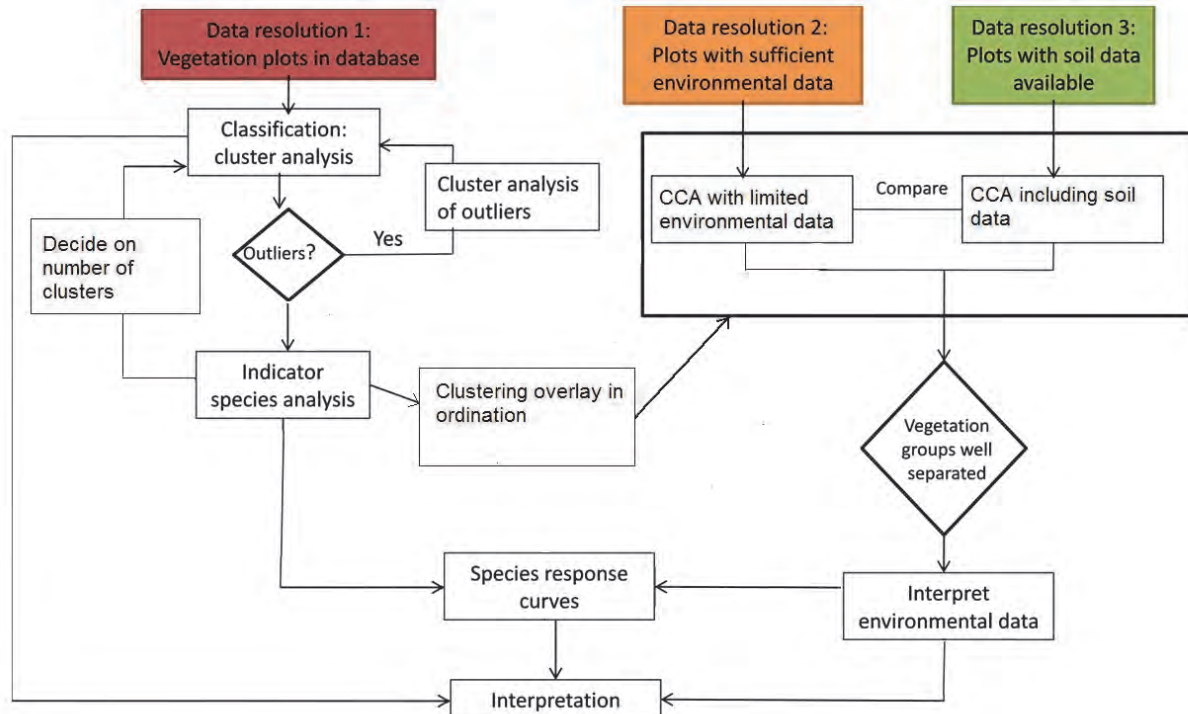 Data resolution 1:
Vegetation plots in database
Data resolution 2:
Plots with sufficient
environmental data
Data resolution 3:
Plots with soil data
available
Classification:
cluster analysis
Cluster analysis
of outliers
Decide on
number of
clusters
Outliers?
Yes
CCA with limited
environmental data
Compare
CCA including soil
data
Indicator
species analysis
Clustering overlay in
ordination
Vegetation
groups well
separated
Species response
curves
Interpret
environmental data
Interpretation